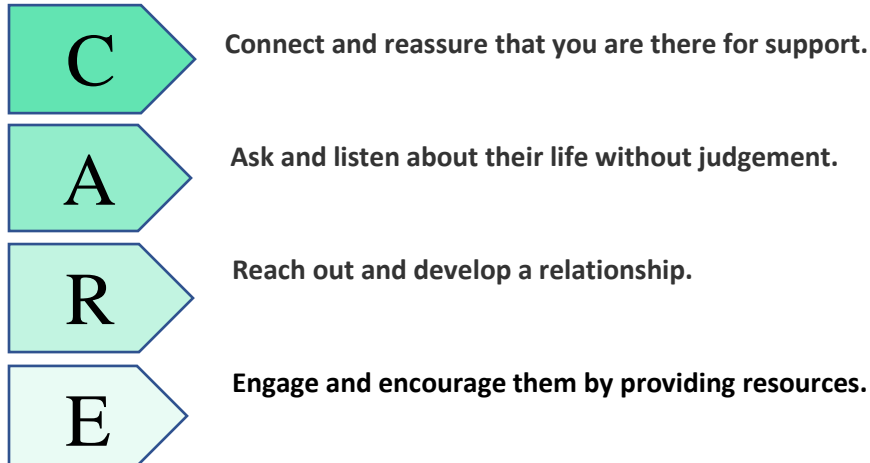 C
Connect and reassure that you are there for support.
A
Ask and listen about their life without judgement.
R
Reach out and develop a relationship.
E
Engage and encourage them by providing resources.